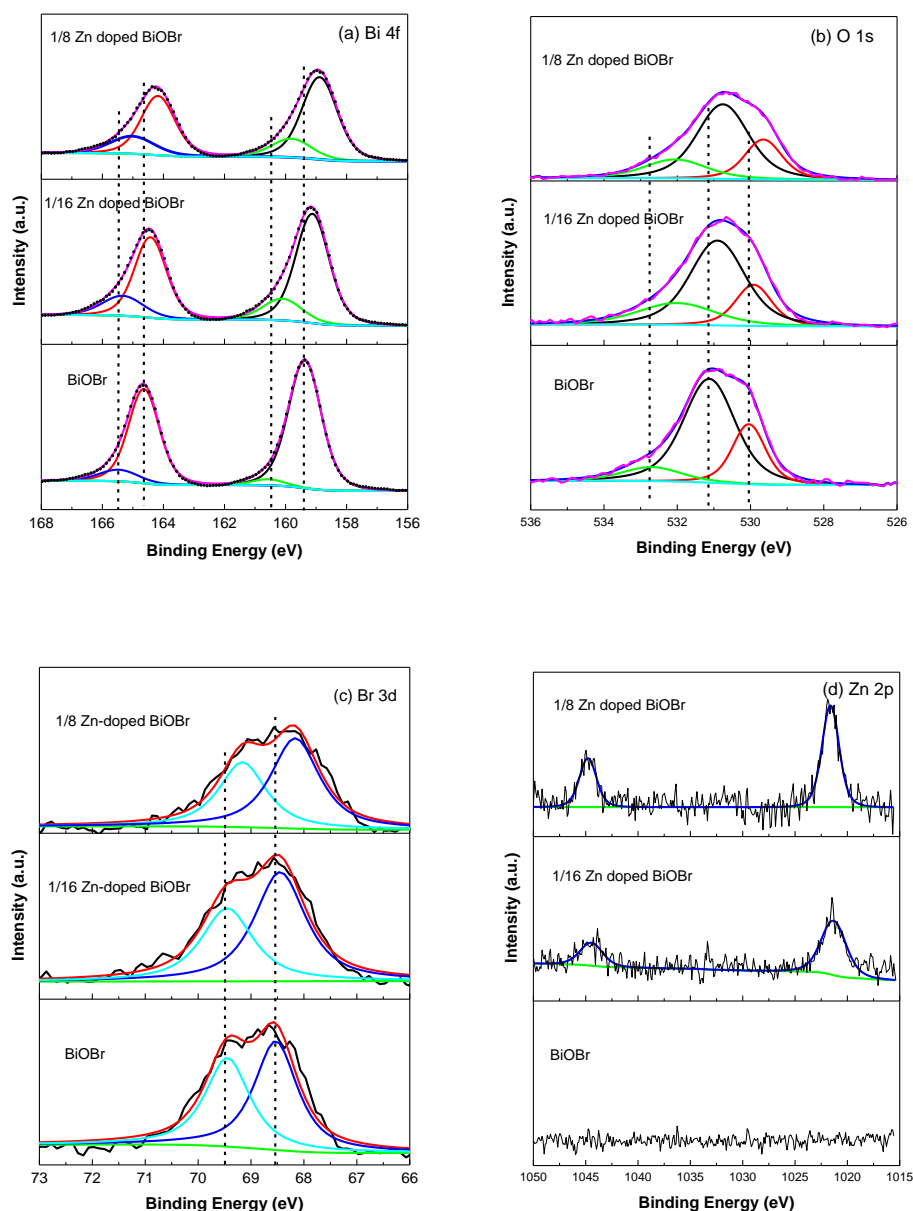 (a) Bi 4f
1/8 Zn doped BiOBr
1/16 Zn doped BiOBr
BiOBr
Intensity (a.u.)
168 166 164 162 160 158 156
Binding Energy (eV)
(b) O 1s
1/8 Zn doped BiOBr
1/16 Zn doped BiOBr
BiOBr
Intensity (a.u.)
536 534 532 530 528 526
Binding Energy (eV)
(c) Br 3d
1/8 Zn-doped BiOBr
1/16 Zn-doped BiOBr
BiOBr
Intensity (a.u.)
73 72 71 70 69 68 67 66
Binding Energy (eV)
(d) Zn 2p
1/8 Zn doped BiOBr
1/16 Zn doped BiOBr
BiOBr
Intensity (a.u.)
1050 1045 1040 1035 1030 1025 1020 1015
Binding Energy (eV)